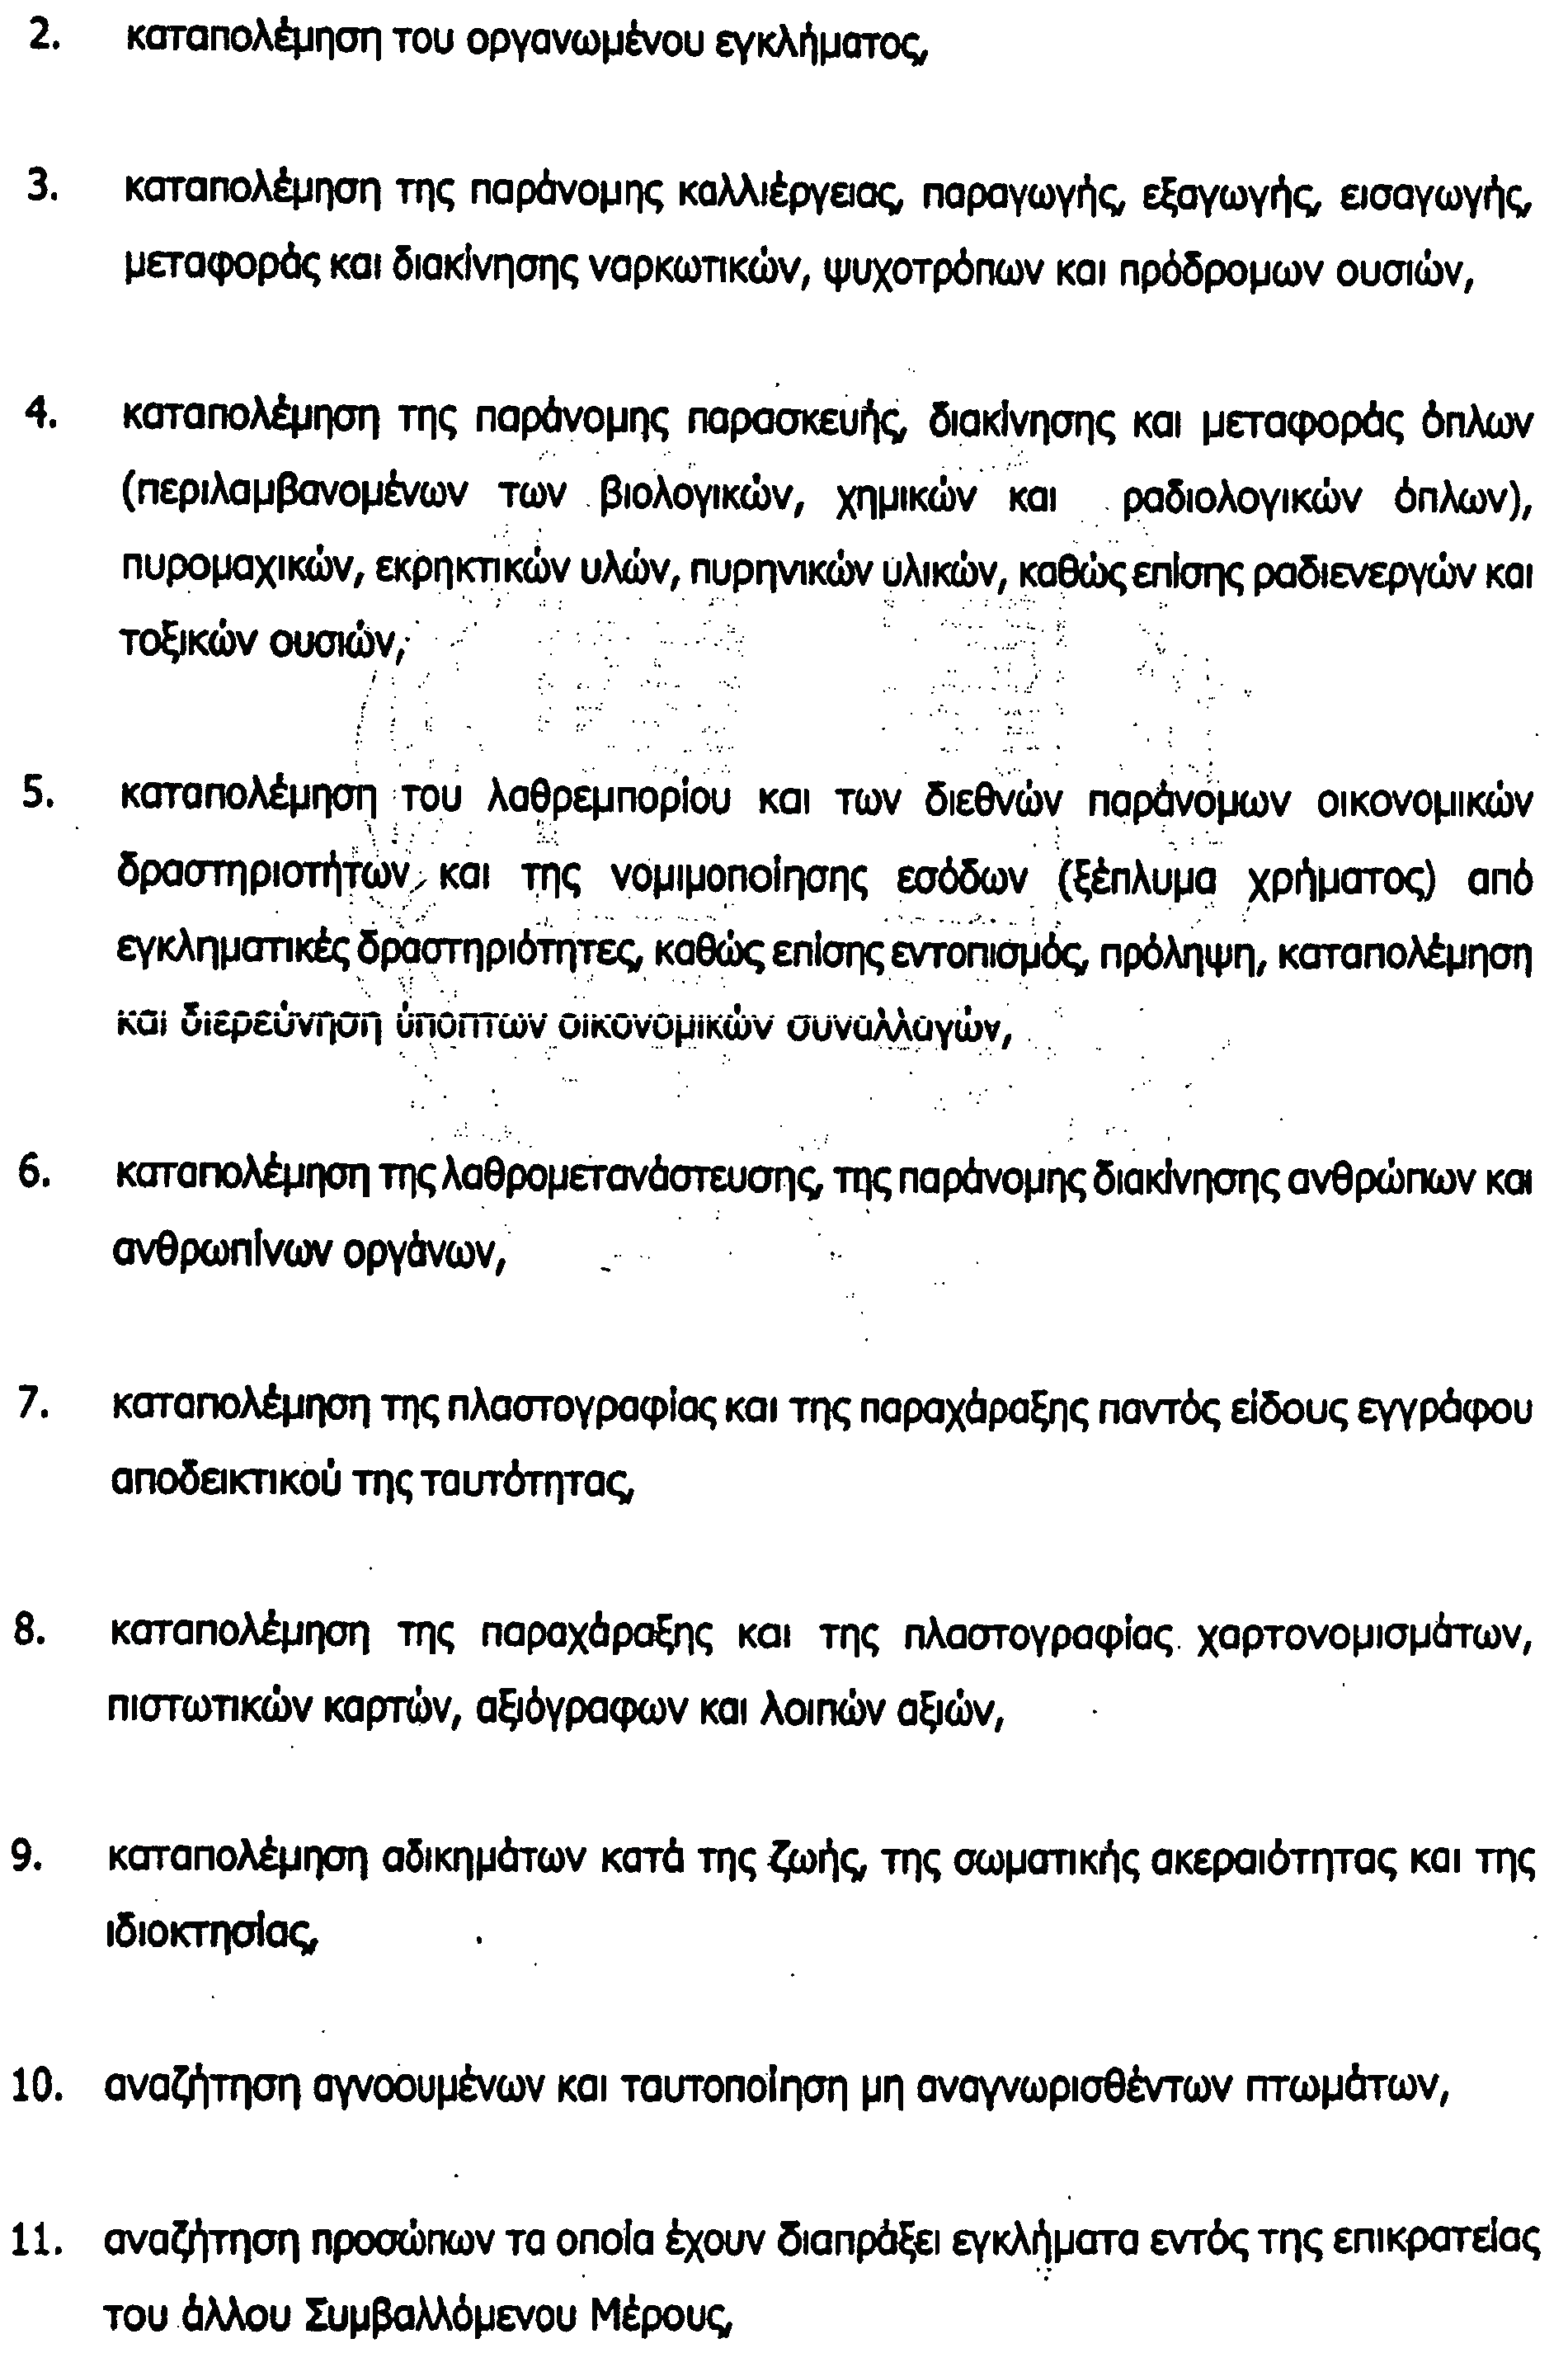 2. καταπολέμηση του οργανωμένου εγκλήματος,
3. καταπολέμηση της παράνομης καλλιέργειας, παραγωγής, εξαγωγής, εισαγωγής,
μεταφοράς και διακίνησης ναρκωτικών, ψυχοτρόπων και πρόδρομων ουσιών,
4. καταπολέμηση της παράνομης παρασκευής, διακίνησης και μεταφοράς όπλων
(περιλαμβανομένων των βιολογικών, χημικών και ραδιολογικών όπλων),
πυρομαχικών, εκρηκτικών υλών, πυρηνικών υλικών, καθώς επίσης ραδιενεργών και
τοξικών ουσιών,
5. καταπολέμηση του λαθρεμπορίου και των διεθνών παράνομων οικονομικών
δραστηριοτήτων, και της νομιμοποίησης εσόδων (ξέπλυμα χρήματος) από
εγκληματικές δραστηριότητες, καθώς επίσης εντοπισμός, πρόληψη, καταπολέμηση
και διερεύνηση ύποπτων οικονομικών συναλλαγών,
6. καταπολέμηση της λαθρομετανάστευσης, της παράνομης διακίνησης ανθρώπων και
ανθρωπίνων οργάνων,
7. καταπολέμηση της πλαστογραφίας και της παραχάραξης παντός είδους εγγράφου
αποδεικτικού της ταυτότητας,
8. καταπολέμηση της παραχάραξης και της πλαστογραφίας χαρτονομισμάτων,
πιστωτικών καρτών, αξιόγραφων και λοιπών αξιών,
9. καταπολέμηση αδικημάτων κατά της ζωής, της σωματικής ακεραιότητας και της
ιδιοκτησίας,
10. αναζήτηση αγνοουμένων και ταυτοποίηση μη αναγνωρισθέντων πτωμάτων,
11. αναζήτηση προσώπων τα οποία έχουν διαπράξει εγκλήματα εντός της επικρατείας
του άλλου Συμβαλλόμενου Μέρους,